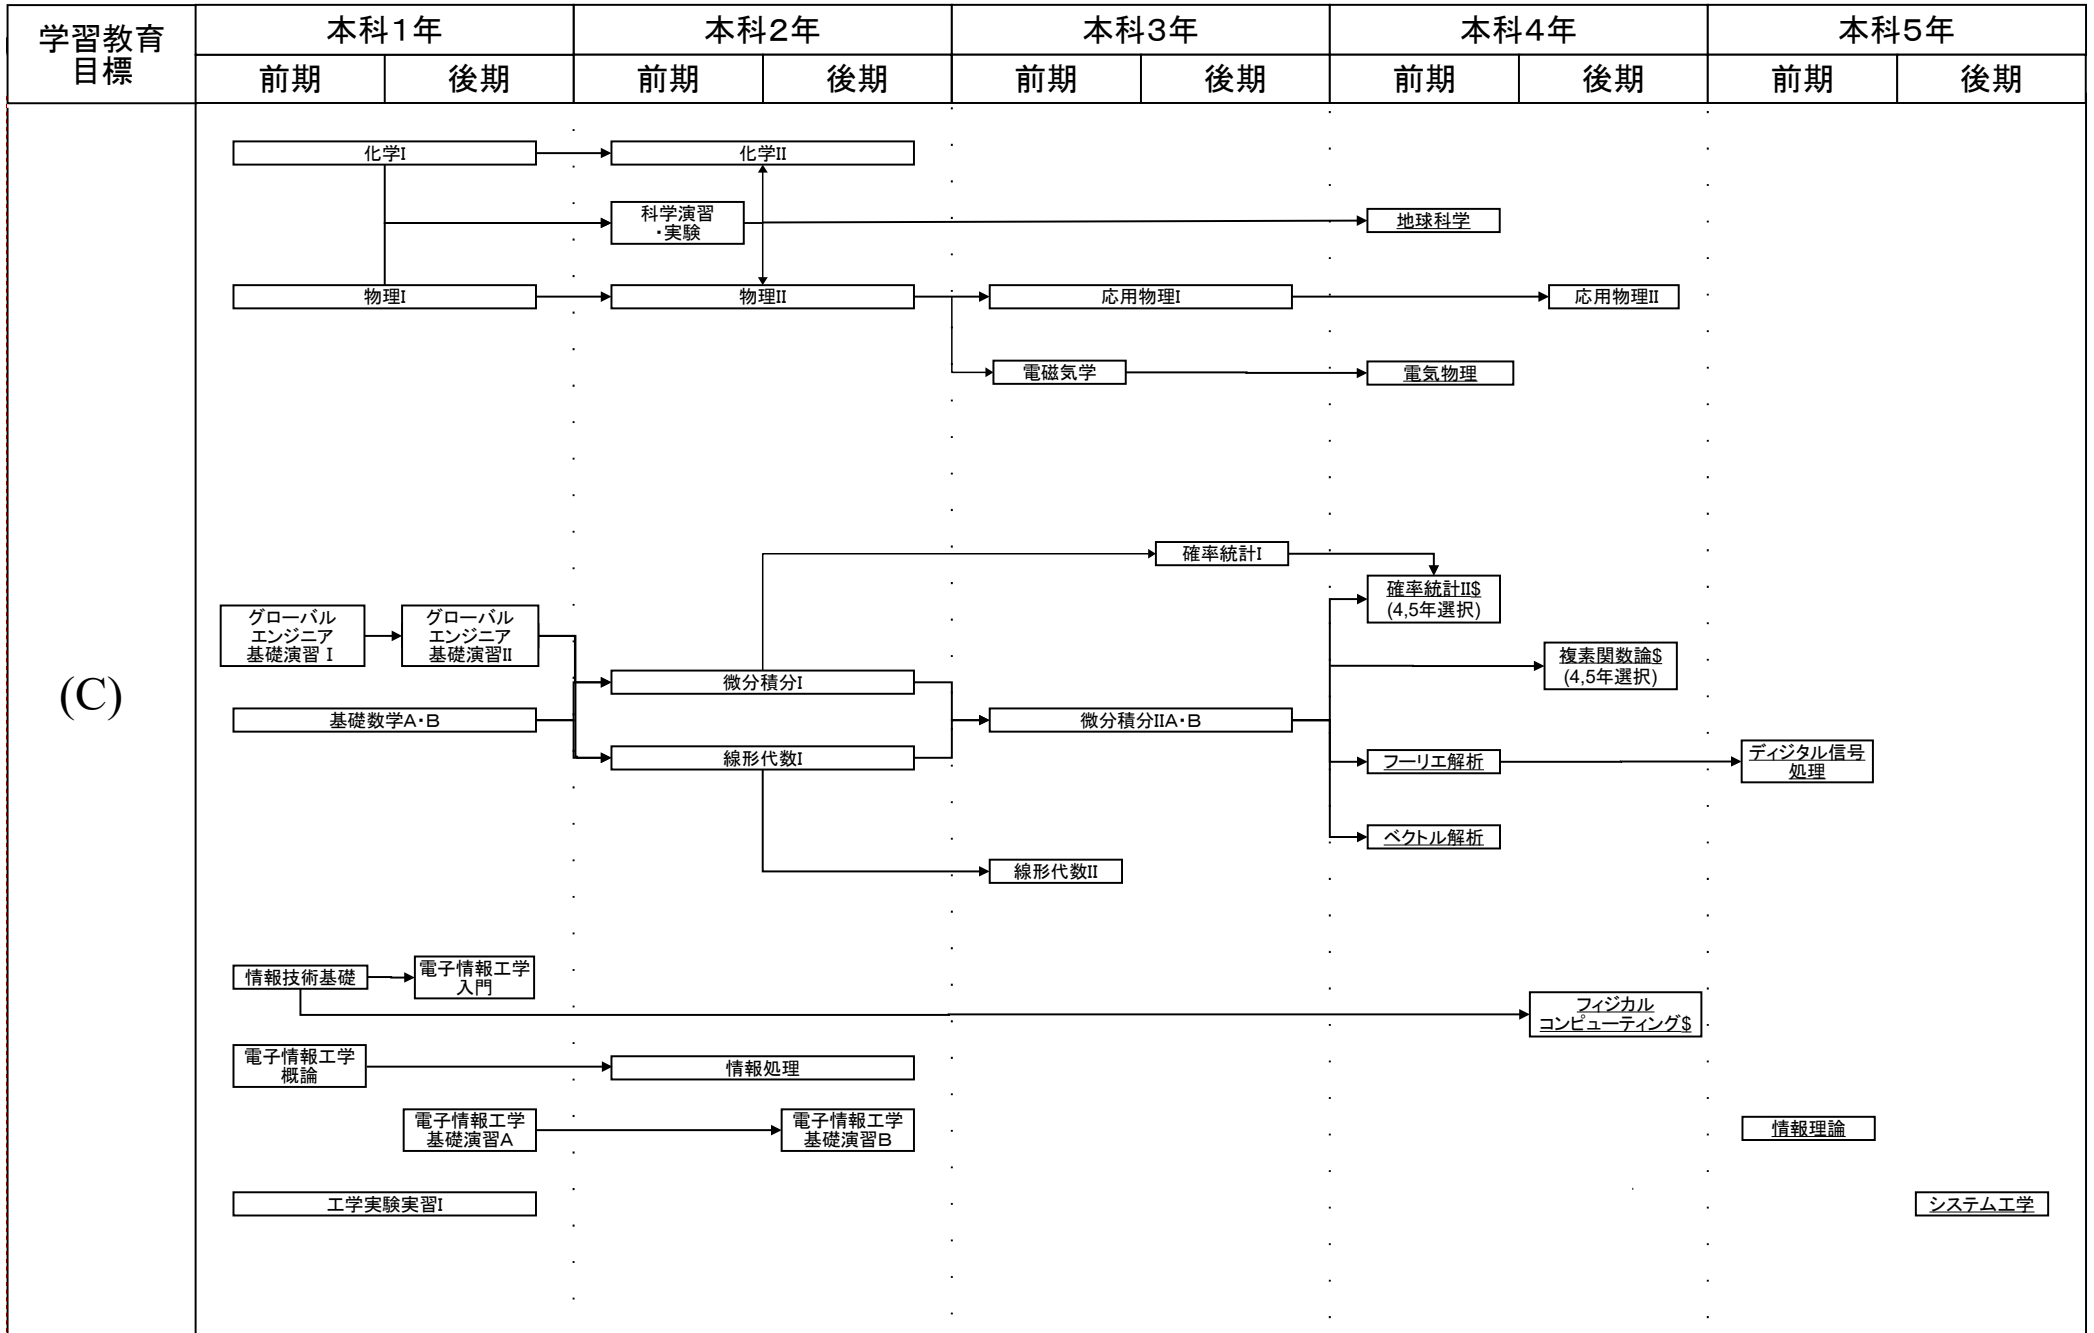 学習教育
目標
本科1年
本科2年
本科3年
本科4年
本科5年
前期
後期
前期
後期
前期
後期
前期
後期
前期
後期
(C)
化学I
化学II
科学演習
・実験
地球科学
物理I
物理II
応用物理I
応用物理II
電磁気学
電気物理
確率統計I
確率統計II$
(4,5年選択)
グローバル
エンジニア
基礎演習 I
グローバル
エンジニア
基礎演習II
複素関数論$
(4,5年選択)
微分積分I
基礎数学A・B
微分積分IIA・B
線形代数I
フーリエ解析
ディジタル信号
処理
ベクトル解析
線形代数II
情報技術基礎
電子情報工学
入門
フィジカル
コンピューティング$
電子情報工学
概論
情報処理
電子情報工学
基礎演習A
電子情報工学
基礎演習B
情報理論
工学実験実習I
システム工学